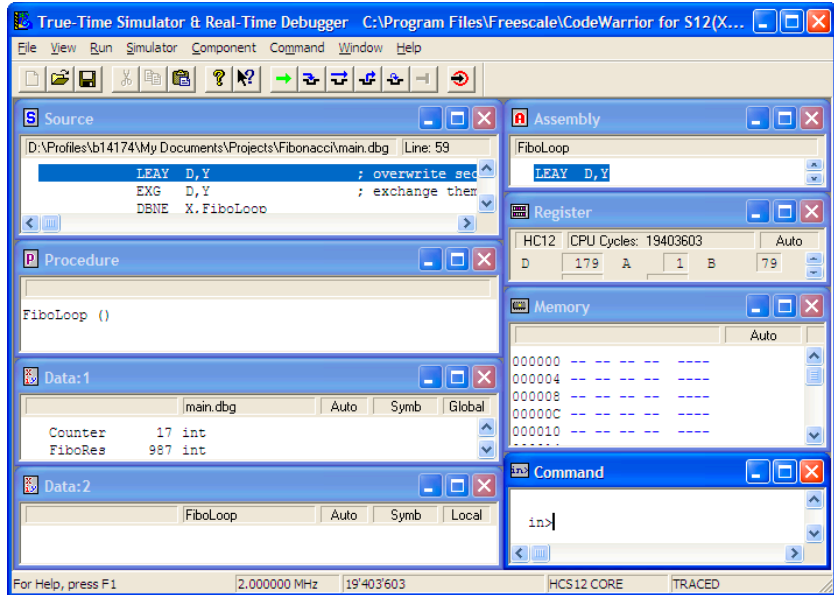 True-Time Simulator & Real-Time Debugger C:\Program Files\Freescale\CodeWarrior for S12(X...
File View Run Simulator Component Command Window Help
Source
D:\Profiles\b14174\My Documents\Projects\Fibonacci\main.dbg Line: 59
LEAY D,Y ; overwrite sec
EXG D,Y ; exchange them
DBNE X,FiboLoop
Procedure
FiboLoop ()
Data:1
main.dbg Auto Symb Global
Counter 17 int
FiboRes 987 int
Data:2
FiboLoop Auto Symb Local
Assembly
FiboLoop
LEAY D,Y
Register
HC12 CPU Cycles: 19403603 Auto
D 179 A 1 B 79
Memory
Auto
000000 -- -- -- -- ----
000004 -- -- -- -- ----
000008 -- -- -- -- ----
00000C -- -- -- -- ----
000010 -- -- -- -- ----
Command
in>
For Help, press F1 2.000000 MHz 19'403'603 HCS12 CORE TRACED